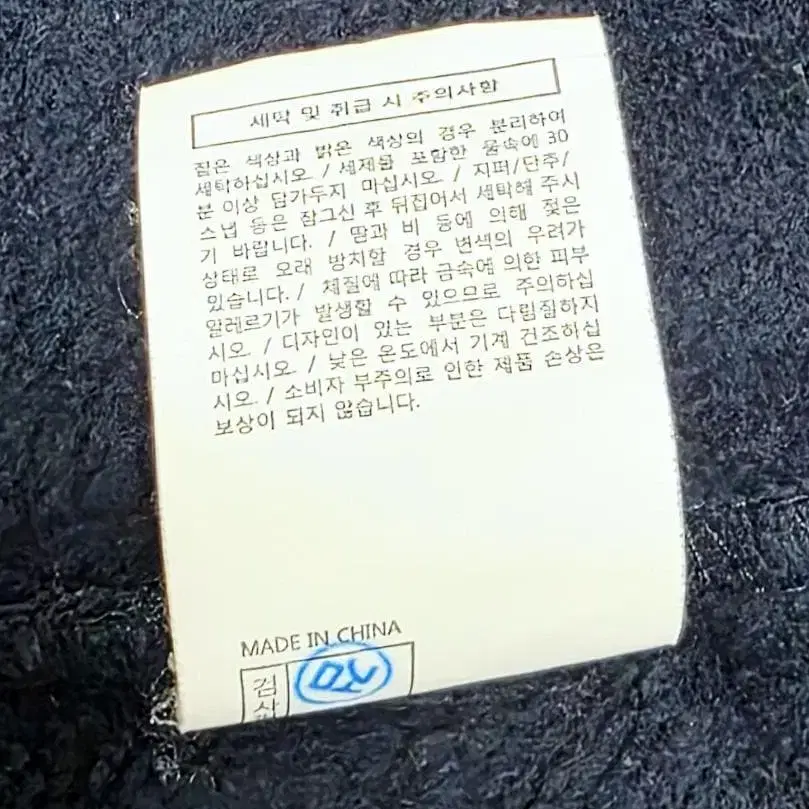 세탁 및 취급 시 주의사항
짙은 색상과 밝은 색상의 경우 분리하여
세탁하십시오. / 세제를 포함한 물속에 30
분 이상 담가두지 마십시오. / 지퍼/단추/
스냅 등은 잠그신 후 뒤집어서 세탁해 주시
기 바랍니다. / 땀과 비 등에 의해 젖은
상태로 오래 방치할 경우 변색의 우려가
있습니다. / 체질에 따라 금속에 의한 피부
알레르기가 발생할 수 있으므로 주의하십
시오. / 디자인이 있는 부분은 다림질하지
마십시오. / 낮은 온도에서 기계 건조하십
시오. / 소비자 부주의로 인한 제품 손상은
보상이 되지 않습니다.
MADE IN CHINA
검